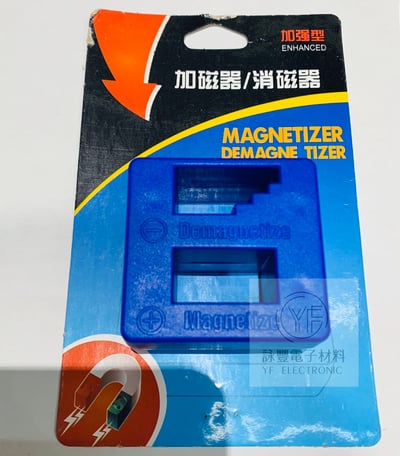 加强型
ENHANCED
加磁器/消磁器
MAGNETIZER
DEMAGNE TIZER
Demagnetize
Magnetize
YF
詠豐電子材料
YF ELECTRONIC